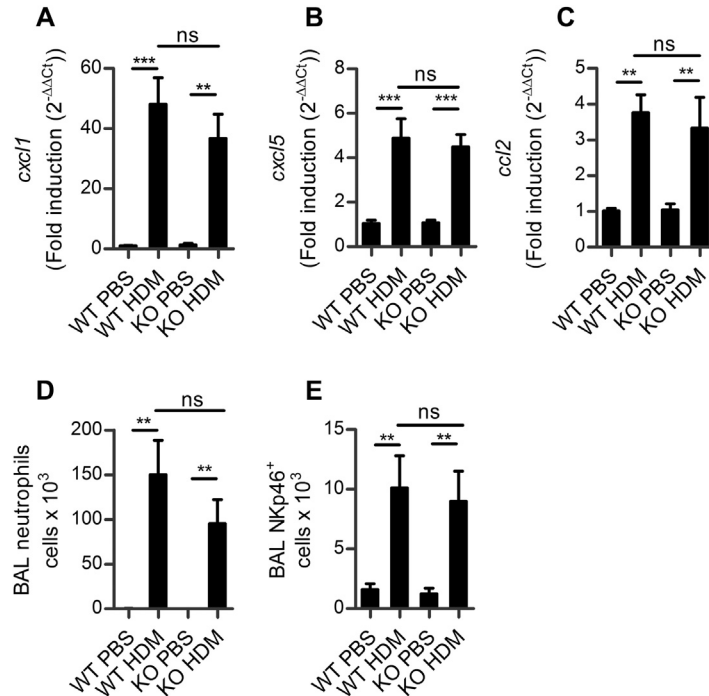 A
cxcl1
(Fold induction (2-ΔΔCt))
60
40
20
0
***
**
ns
WT PBS
WT HDM
KO PBS
KO HDM
B
cxcl5
(Fold induction (2-ΔΔCt))
8
6
4
2
0
***
***
ns
WT PBS
WT HDM
KO PBS
KO HDM
C
ccl2
(Fold induction (2-ΔΔCt))
5
4
3
2
1
0
**
**
ns
WT PBS
WT HDM
KO PBS
KO HDM
D
BAL neutrophils
cells x 10³
200
150
100
50
0
**
**
ns
WT PBS
WT HDM
KO PBS
KO HDM
E
BAL NKp46⁺
cells x 10³
15
10
5
0
**
**
ns
WT PBS
WT HDM
KO PBS
KO HDM